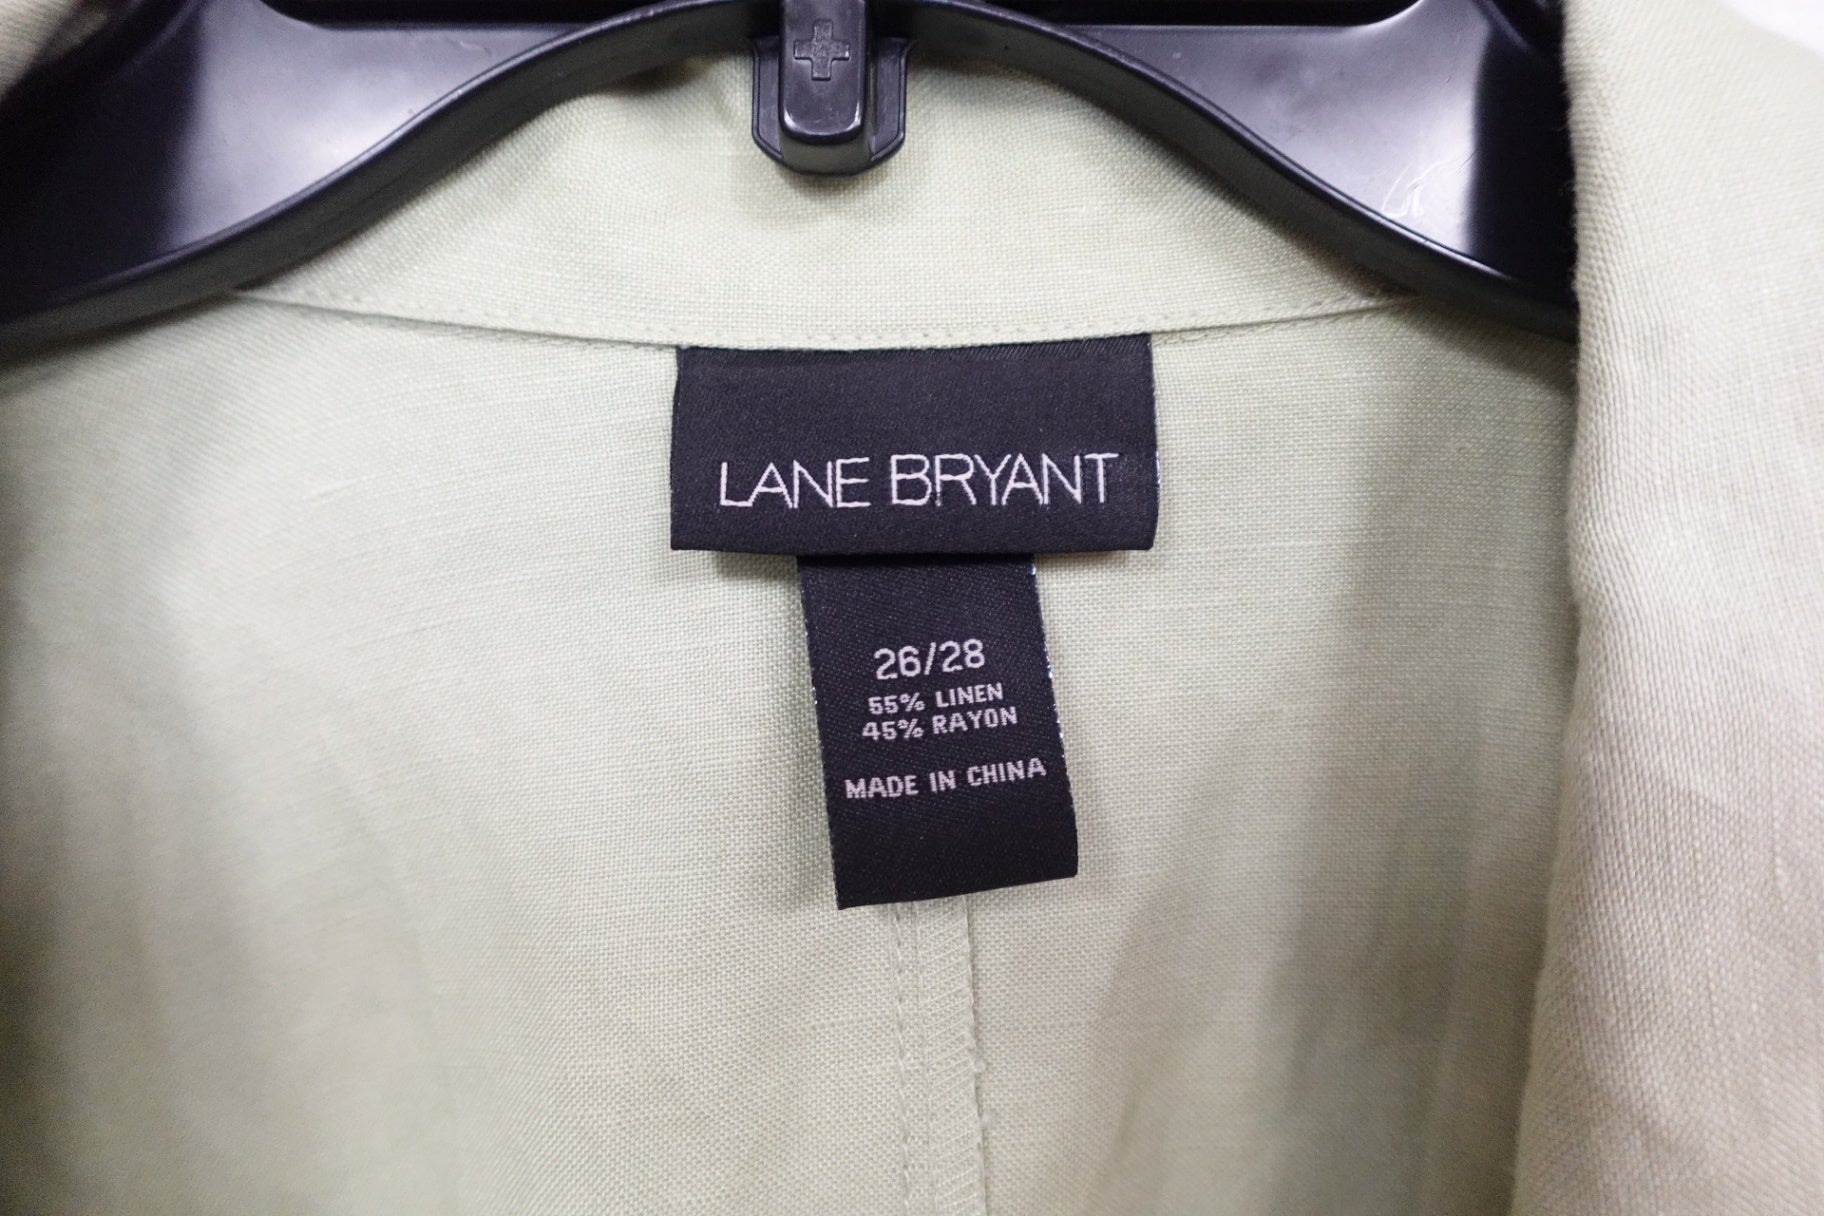 LANE BRYANT
26/28
55% LINEN
45% RAYON
MADE IN CHINA